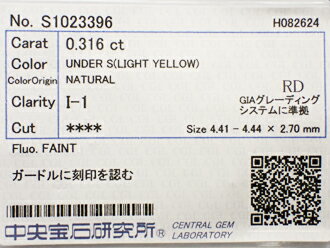 No. S1023396 H082624
Carat 0.316 ct
Color UNDER S(LIGHT YELLOW)
ColorOrigin NATURAL
Clarity I-1 RD
GIAグレーディング
システムに準拠
Cut **** Size 4.41 - 4.44 × 2.70 mm
Fluo. FAINT
ガードルに刻印を認む
中央宝石研究所® CENTRAL GEM
LABORATORY